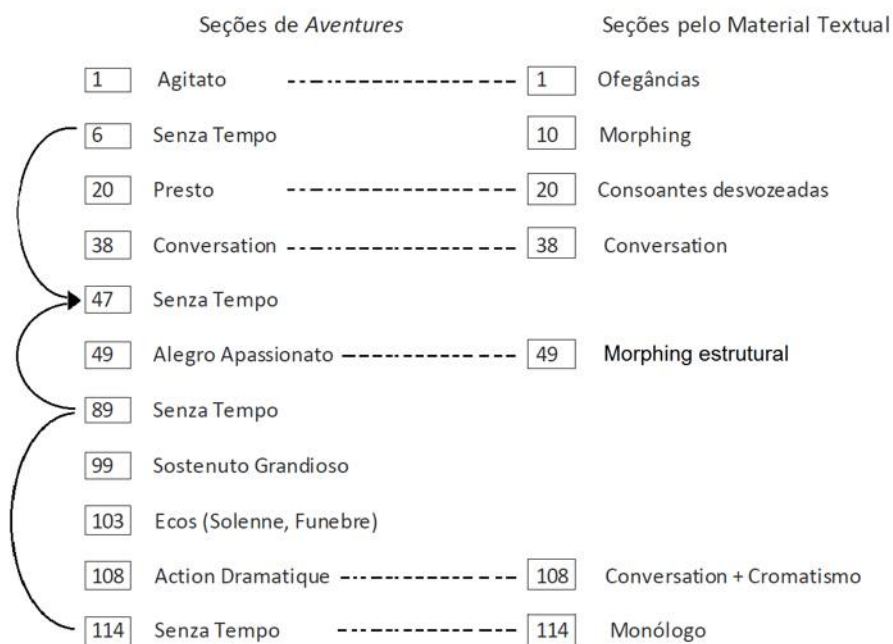 Seções de Aventures Seções pelo Material Textual
1 Agitato 1 Ofegâncias
6 Senza Tempo 10 Morphing
20 Presto 20 Consoantes desvozeadas
38 Conversation 38 Conversation
47 Senza Tempo
49 Alegro Apassionato 49 Morphing estrutural
89 Senza Tempo
99 Sostenuto Grandioso
103 Ecos (Solenne, Funebre)
108 Action Dramatique 108 Conversation + Cromatismo
114 Senza Tempo 114 Monólogo